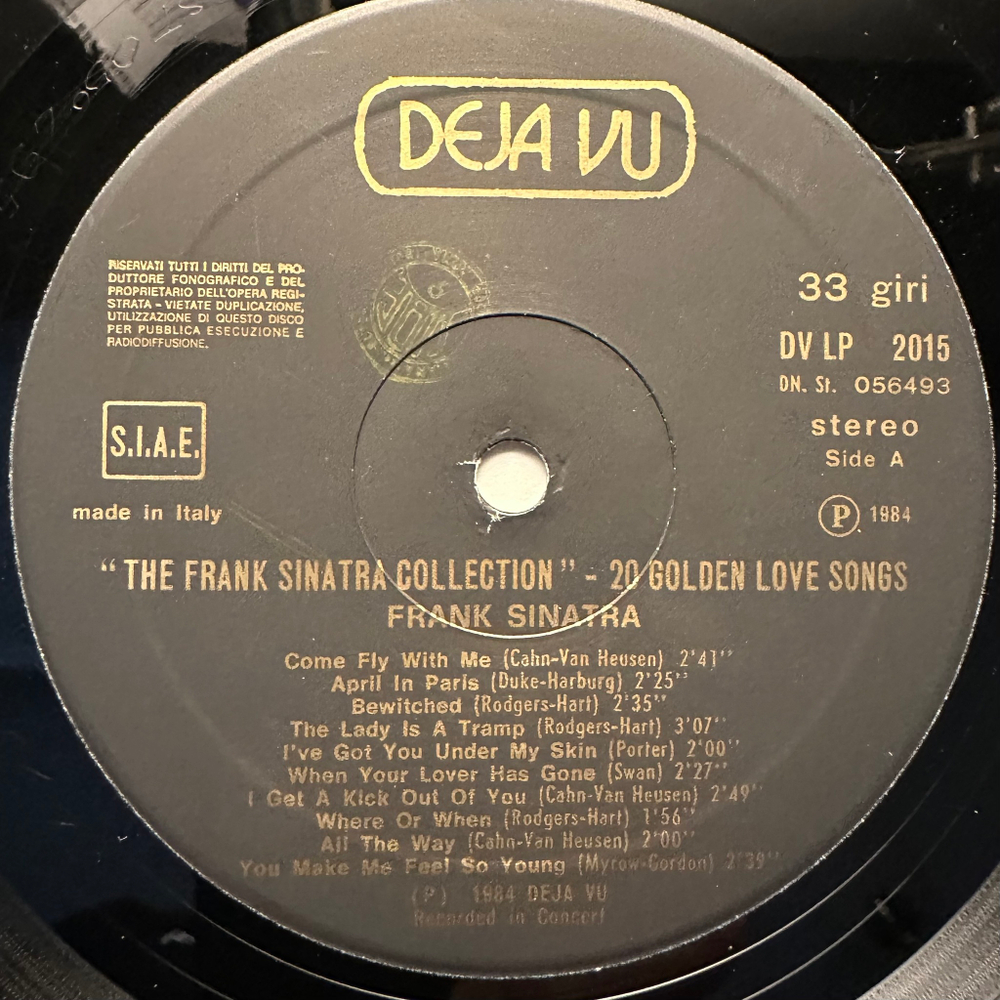 DEJA VU
RISERVATI TUTTI I DIRITTI DEL PRO-
DUTTORE FONOGRAFICO E DEL
PROPRIETARIO DELL'OPERA REGI-
STRATA - VIETATE DUPLICAZIONE,
UTILIZZAZIONE DI QUESTO DISCO
PER PUBBLICA ESECUZIONE E
RADIODIFFUSIONE.
33 giri
DV LP 2015
DN. St. 056493
stereo
Side A
S.I.A.E.
made in Italy
P 1984
"THE FRANK SINATRA COLLECTION" - 20 GOLDEN LOVE SONGS
FRANK SINATRA
Come Fly With Me (Cahn-Van Heusen) 2'41''
April In Paris (Duke-Harburg) 2'25''
Bewitched (Rodgers-Hart) 2'35''
The Lady Is A Tramp (Rodgers-Hart) 3'07''
I've Got You Under My Skin (Porter) 2'00''
When Your Lover Has Gone (Swan) 2'27''
I Get A Kick Out Of You (Cahn-Van Heusen) 2'49''
Where Or When (Rodgers-Hart) 1'56''
All The Way (Cahn-Van Heusen) 2'00''
You Make Me Feel So Young (Myrow-Gordon) 2'39''
(P) 1984 DEJA VU
Recorded in Concert